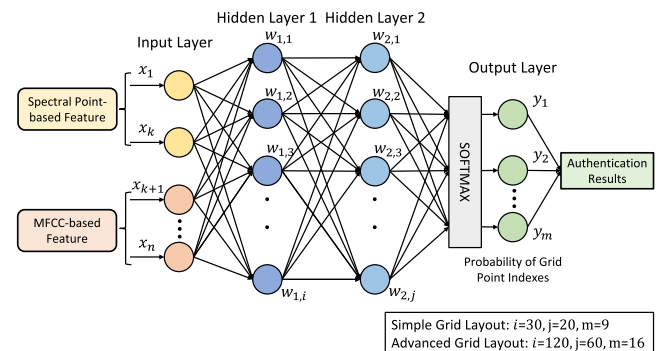 Hidden Layer 1 Hidden Layer 2
Input Layer
w₁,₁
w₂,₁
Output Layer
x₁
Spectral Point-
based Feature
w₁,₂
w₂,₂
y₁
xₖ
w₁,₃
w₂,₃
SOFTMAX
y₂
Authentication
Results
xₖ₊₁
MFCC-based
Feature
xₙ
yₘ
w₁,ᵢ
w₂,ⱼ
Probability of Grid
Point Indexes
Simple Grid Layout: i=30, j=20, m=9
Advanced Grid Layout: i=120, j=60, m=16